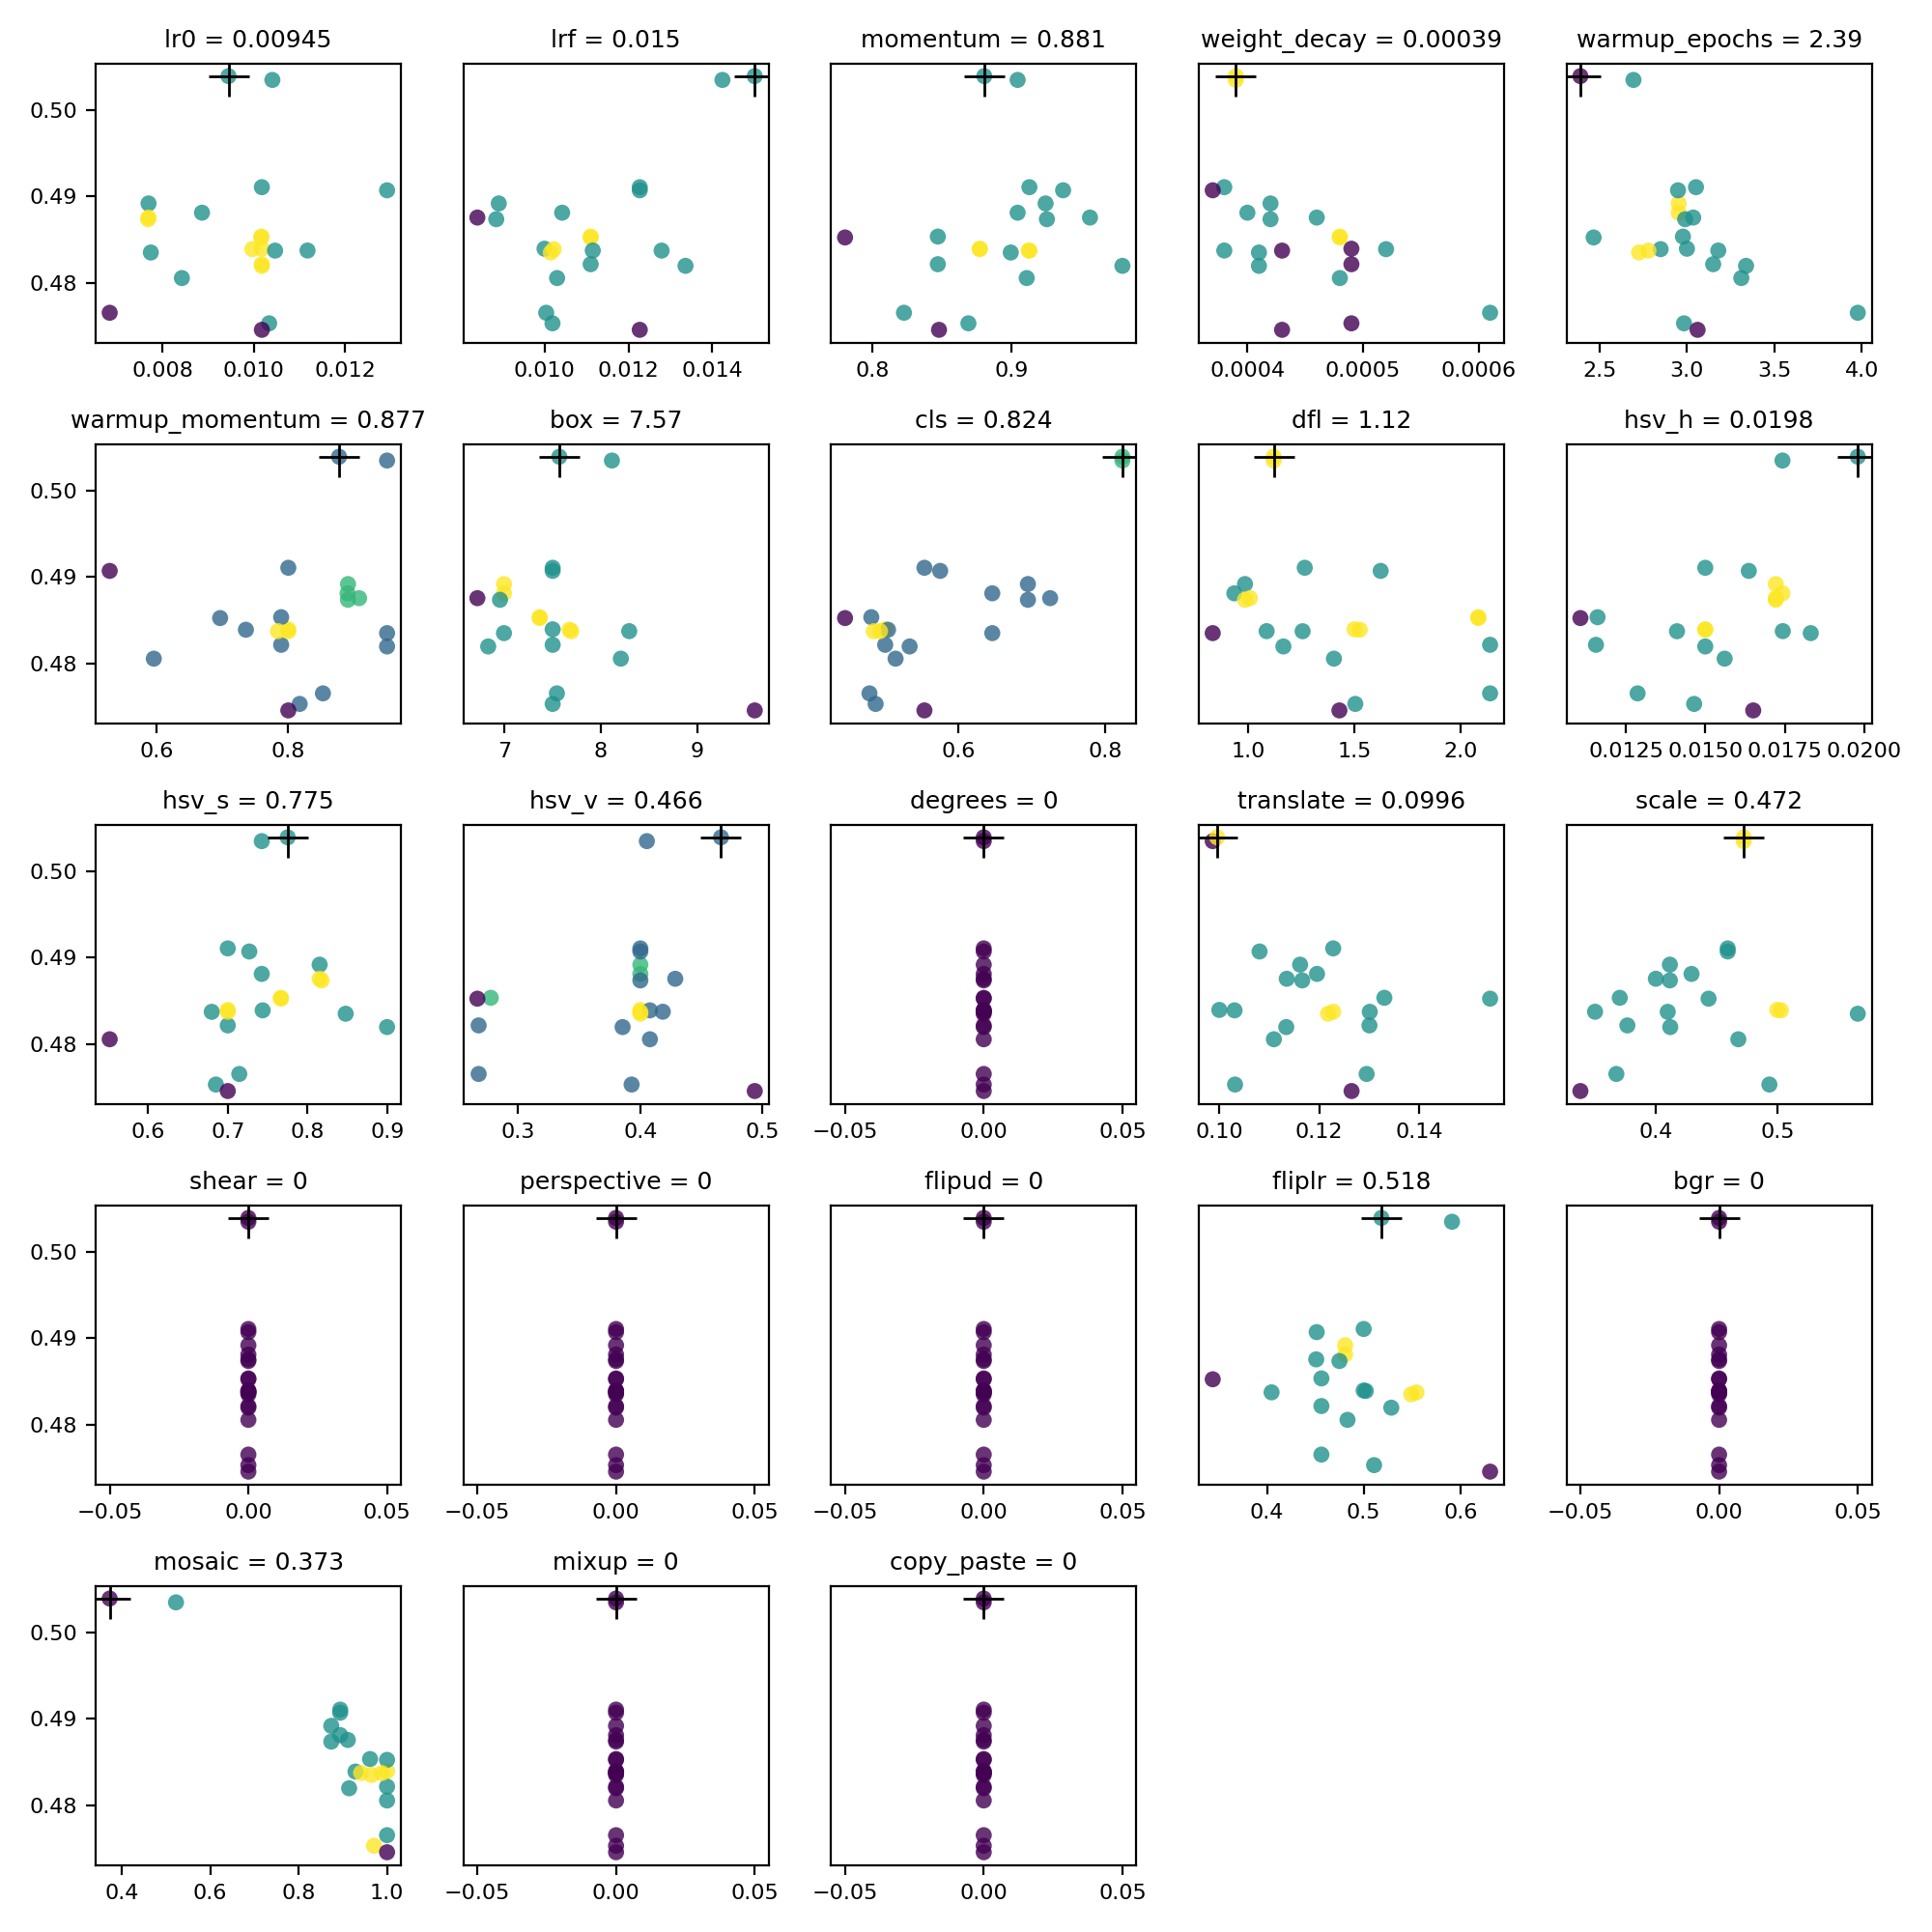 lr0 = 0.00945 lrf = 0.015 momentum = 0.881 weight_decay = 0.00039 warmup_epochs = 2.39
0.50
0.49
0.48
0.008 0.010 0.012 0.010 0.012 0.014 0.8 0.9 0.0004 0.0005 0.0006 2.5 3.0 3.5 4.0
warmup_momentum = 0.877 box = 7.57 cls = 0.824 dfl = 1.12 hsv_h = 0.0198
0.50
0.49
0.48
0.6 0.8 7 8 9 0.6 0.8 1.0 1.5 2.0 0.0125 0.0150 0.0175 0.0200
hsv_s = 0.775 hsv_v = 0.466 degrees = 0 translate = 0.0996 scale = 0.472
0.50
0.49
0.48
0.6 0.7 0.8 0.9 0.3 0.4 0.5 −0.05 0.00 0.05 0.10 0.12 0.14 0.4 0.5
shear = 0 perspective = 0 flipud = 0 fliplr = 0.518 bgr = 0
0.50
0.49
0.48
−0.05 0.00 0.05 −0.05 0.00 0.05 −0.05 0.00 0.05 0.4 0.5 0.6 −0.05 0.00 0.05
mosaic = 0.373 mixup = 0 copy_paste = 0
0.50
0.49
0.48
0.4 0.6 0.8 1.0 −0.05 0.00 0.05 −0.05 0.00 0.05